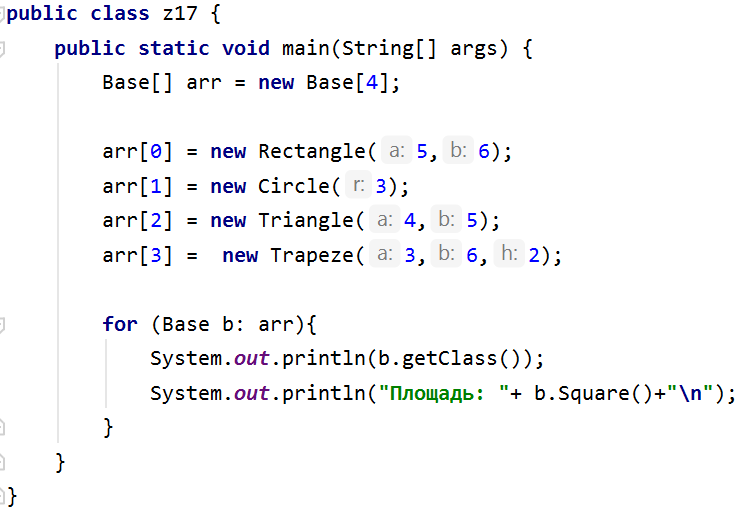 public class z17 {
    public static void main(String[] args) {
        Base[] arr = new Base[4];

        arr[0] = new Rectangle( a: 5, b: 6);
        arr[1] = new Circle( r: 3);
        arr[2] = new Triangle( a: 4, b: 5);
        arr[3] =  new Trapeze( a: 3, b: 6, h: 2);

        for (Base b: arr){
            System.out.println(b.getClass());
            System.out.println("Площадь: "+ b.Square()+"\n");
        }
    }
}